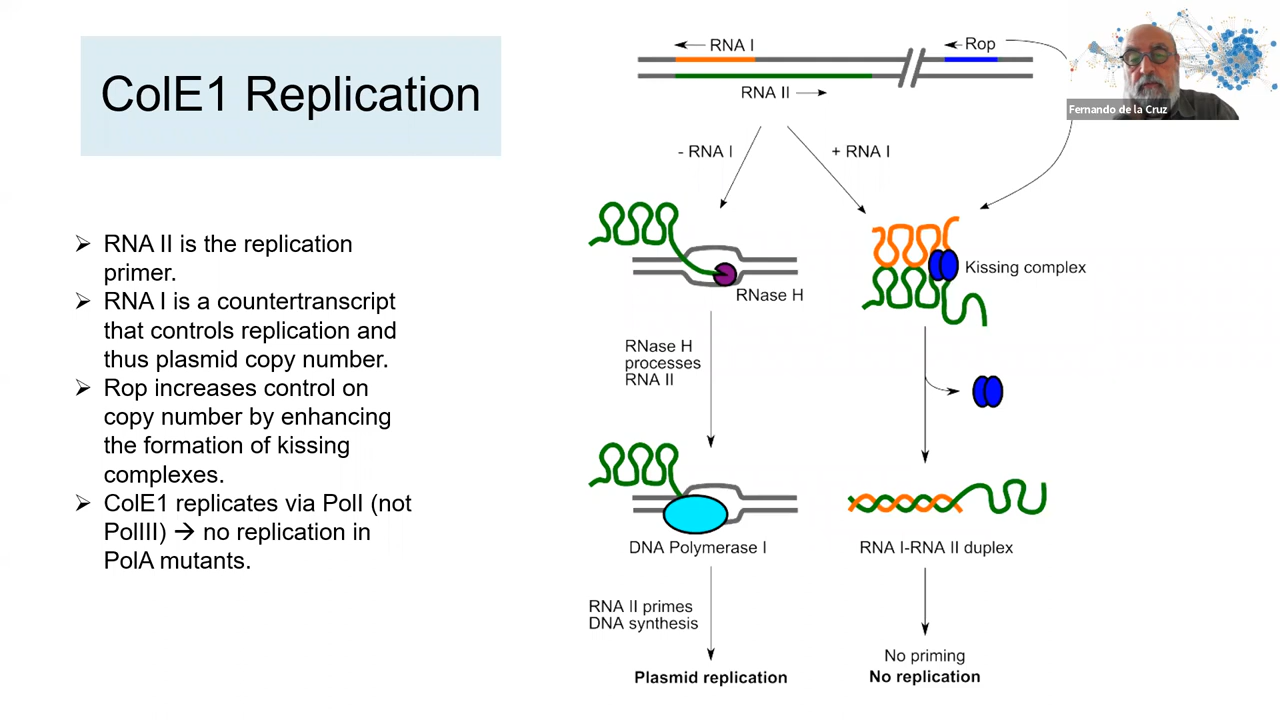 ColE1 Replication
➢ RNA II is the replication
primer.
➢ RNA I is a countertranscript
that controls replication and
thus plasmid copy number.
➢ Rop increases control on
copy number by enhancing
the formation of kissing
complexes.
➢ ColE1 replicates via PolI (not
PolIII) → no replication in
PolA mutants.
RNA I
Rop
RNA II
- RNA I
+ RNA I
RNase H
Kissing complex
RNase H
processes
RNA II
DNA Polymerase I
RNA I-RNA II duplex
RNA II primes
DNA synthesis
No priming
Plasmid replication
No replication
Fernando de la Cruz